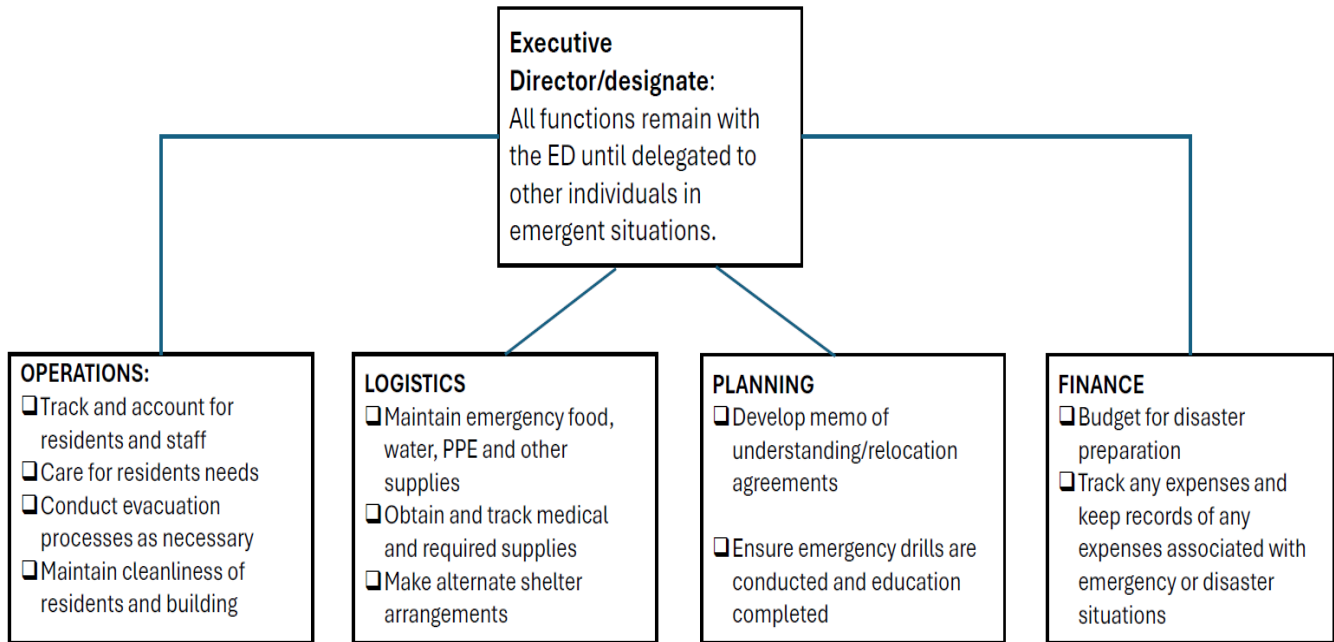 Executive
Director/designate:
All functions remain with
the ED until delegated to
other individuals in
emergent situations.
OPERATIONS:
❑Track and account for
residents and staff
❑Care for residents needs
❑Conduct evacuation
processes as necessary
❑Maintain cleanliness of
residents and building
LOGISTICS
❑Maintain emergency food,
water, PPE and other
supplies
❑Obtain and track medical
and required supplies
❑Make alternate shelter
arrangements
PLANNING
❑Develop memo of
understanding/relocation
agreements
❑Ensure emergency drills are
conducted and education
completed
FINANCE
❑Budget for disaster
preparation
❑Track any expenses and
keep records of any
expenses associated with
emergency or disaster
situations